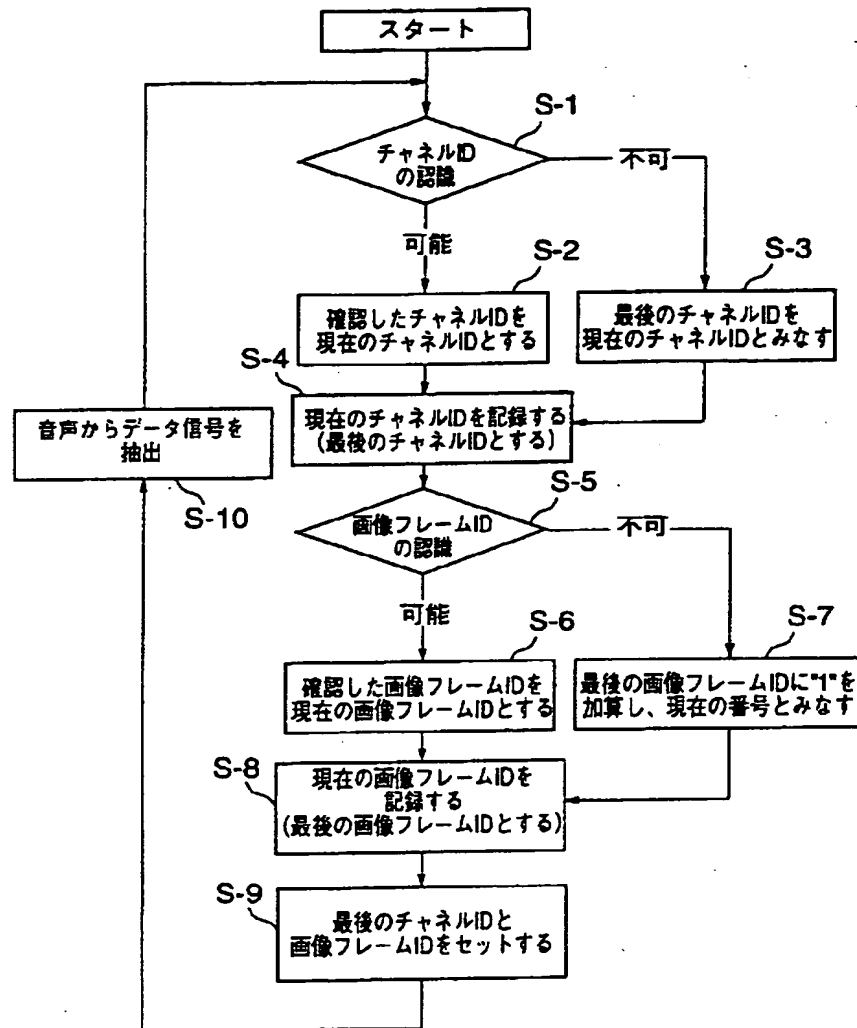 スタート
S-1
チャネルID
の認識
不可
可能
S-2
確認したチャネルIDを
現在のチャネルIDとする
S-3
最後のチャネルIDを
現在のチャネルIDとみなす
S-4
現在のチャネルIDを記録する
(最後のチャネルIDとする)
音声からデータ信号を
抽出
S-10
S-5
画像フレームID
の認識
不可
可能
S-6
確認した画像フレームIDを
現在の画像フレームIDとする
S-7
最後の画像フレームIDに"1"を
加算し、現在の番号とみなす
S-8
現在の画像フレームIDを
記録する
(最後の画像フレームIDとする)
S-9
最後のチャネルIDと
画像フレームIDをセットする